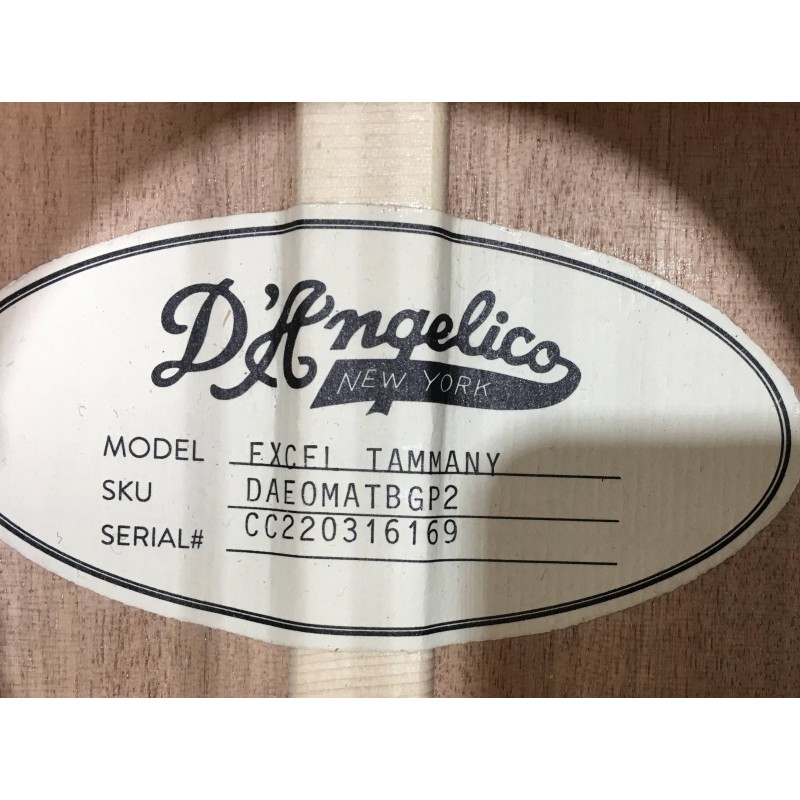 D'Angelico
NEW YORK
MODEL EXCEL TAMMANY
SKU DAEOMATBGP2
SERIAL# CC220316169